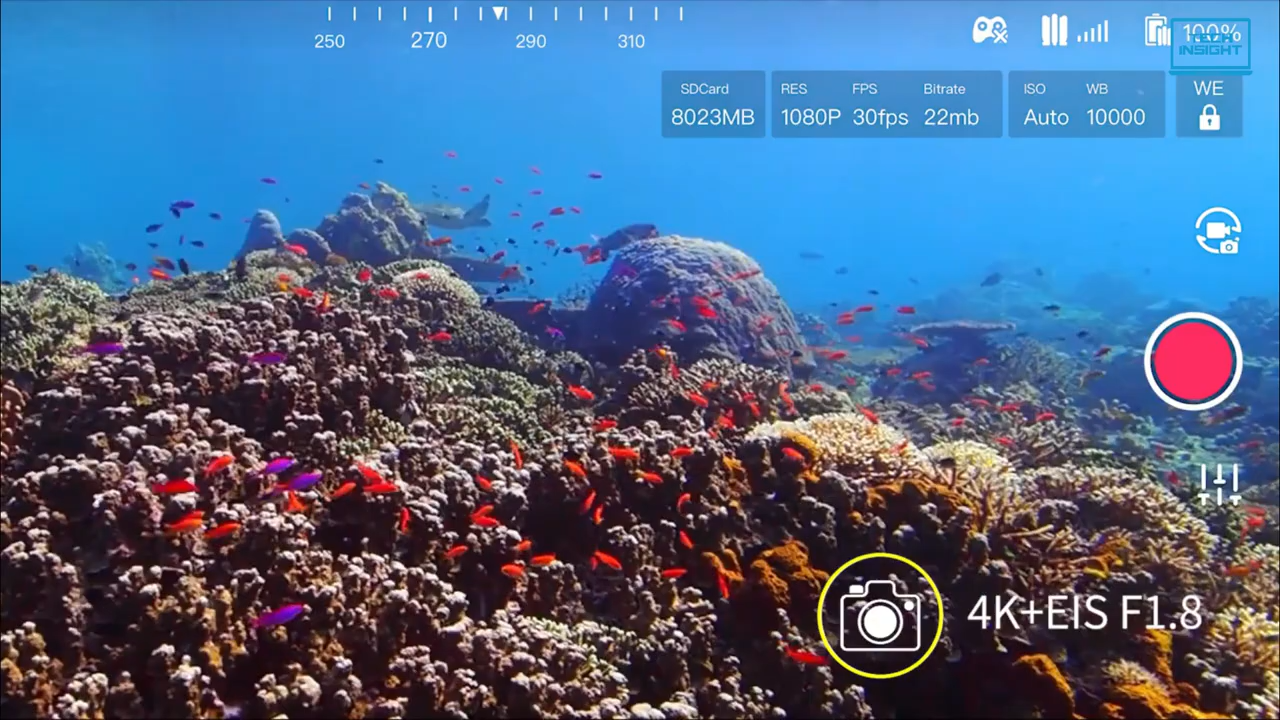 250 270 290 310
100%
TECH
INSIGHT
SDCard RES FPS Bitrate ISO WB WE
8023MB 1080P 30fps 22mb Auto 10000
4K+EIS F1.8